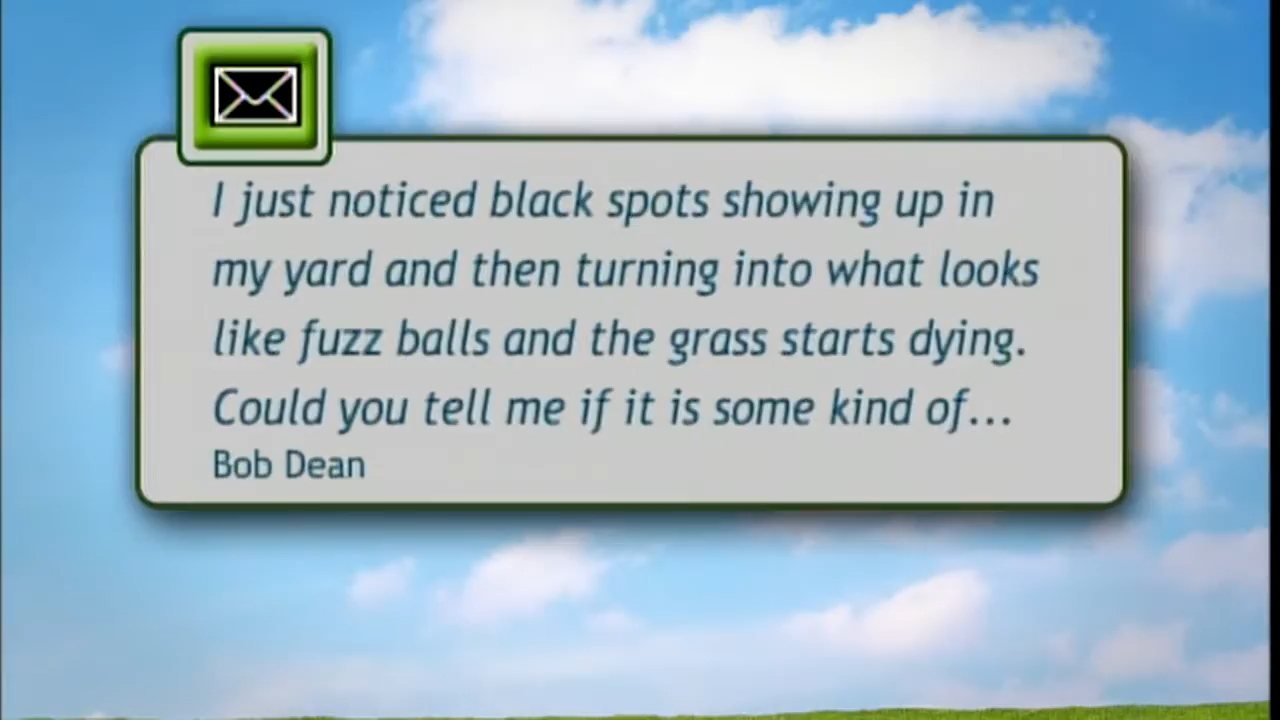 I just noticed black spots showing up in
my yard and then turning into what looks
like fuzz balls and the grass starts dying.
Could you tell me if it is some kind of...
Bob Dean